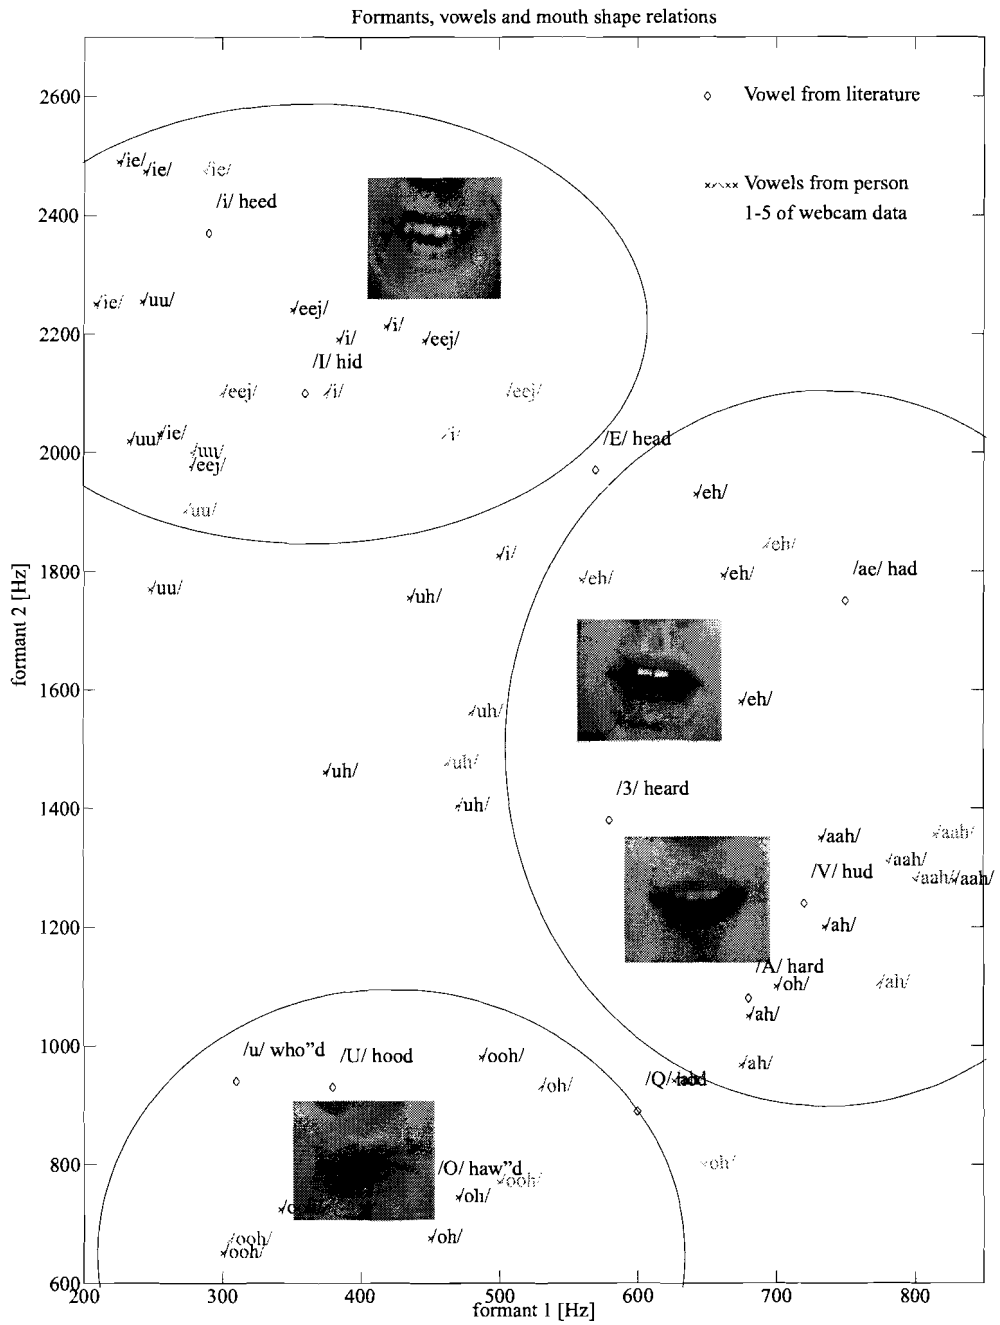 Formants, vowels and mouth shape relations
2600
Vowel from literature
/ie/
/ie/
/ie/
2400
/i/ heed
Vowels from person
1-5 of webcam data
/ie/
/uu/
/eej/
/i/
/i/
/eej/
2200
/I/ hid
/eej/
/i/
/eej/
/uu/
/ie/
/i/
/E/ head
2000
/uu/
/eej/
/eh/
/uu/
/eh/
1800
/uu/
/uh/
/i/
/eh/
/eh/
/ae/ had
/uh/
/eh/
1600
/uh/
/uh/
/uh/
/3/ heard
1400
/aah/
/aah/
/aah/
/aah/
/aah/
/V/ hud
1200
/ah/
/A/ hard
/oh/
/ah/
/ah/
/ah/
1000
/u/ who"d
/U/ hood
/ooh/
/oh/
/Q/
800
/O/ haw"d
/ooh/
/oh/
/oh/
/oh/
/ooh/
/ooh/
600
200
300
400
500
600
700
800
formant 1 [Hz]
formant 2 [Hz]